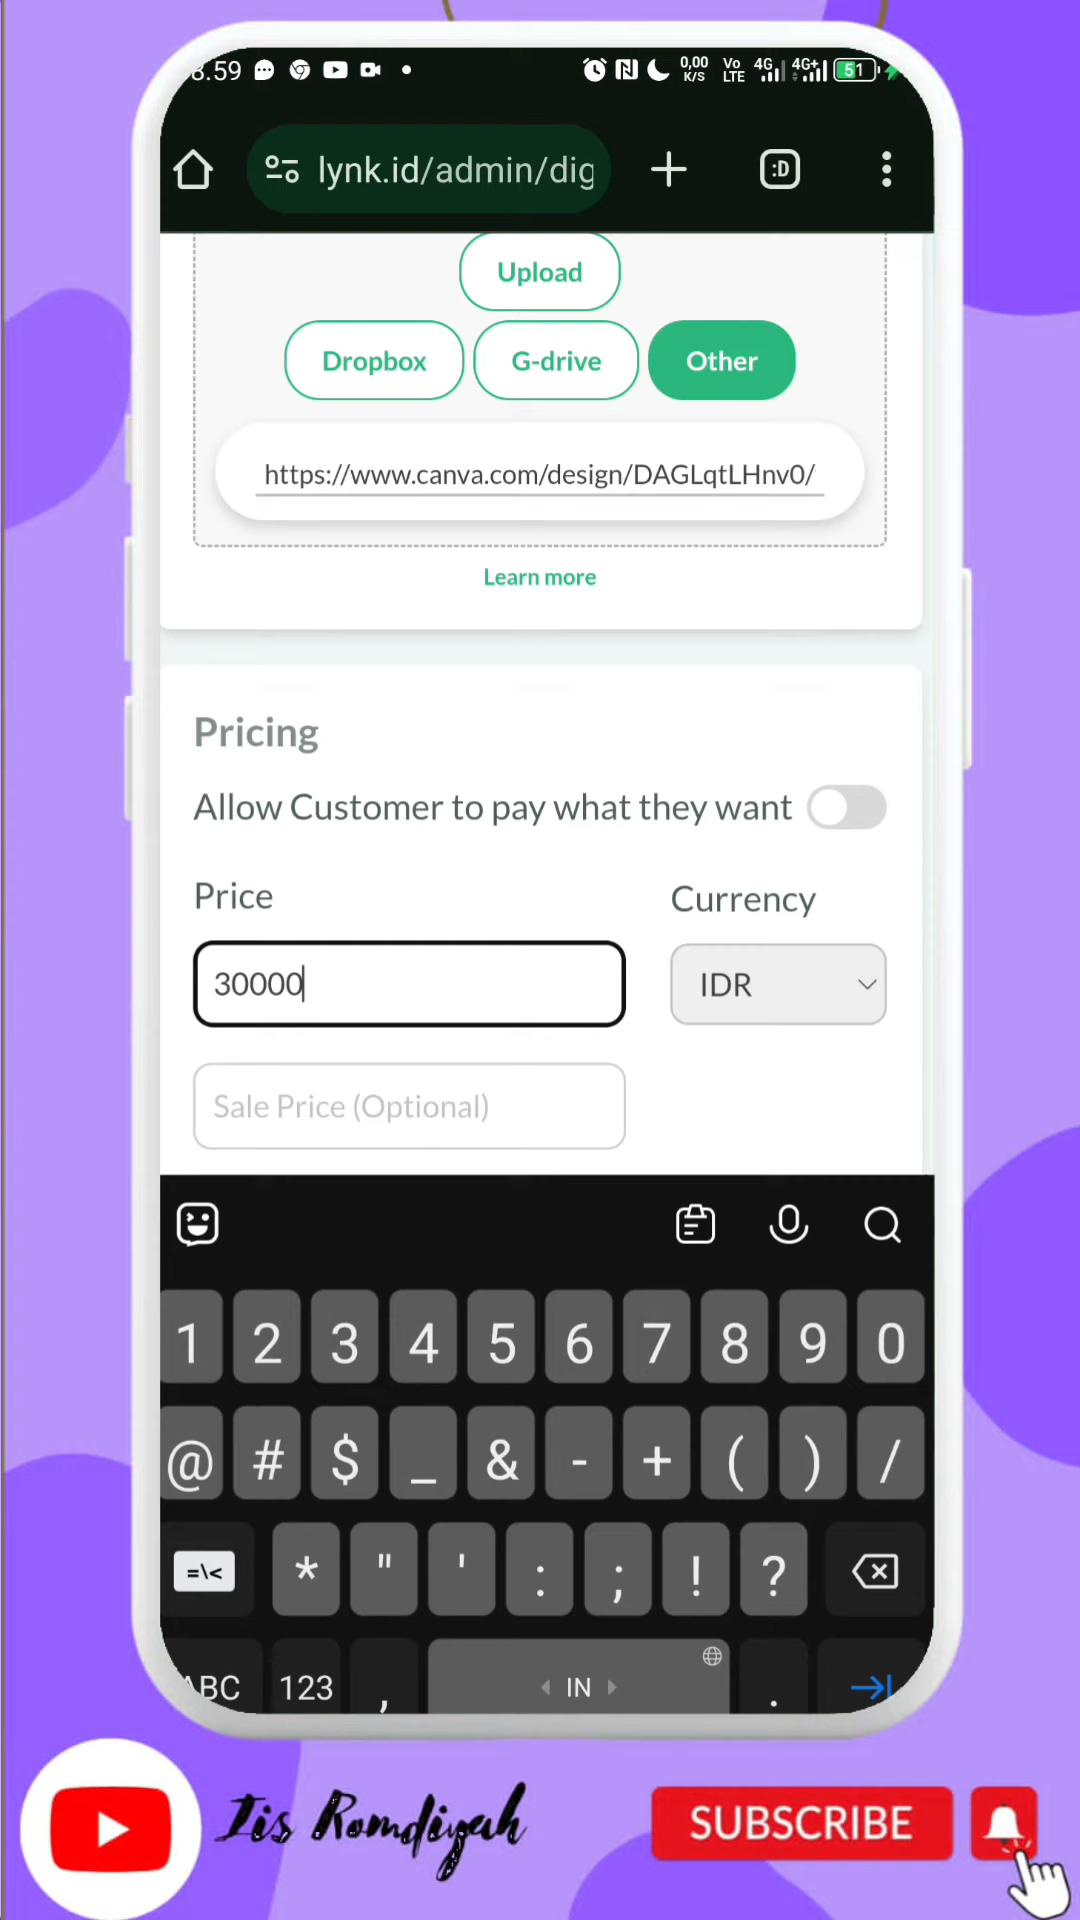 8.59 0,00 K/S Vo LTE 4G 4G+ 51
lynk.id/admin/dig :D
Upload
Dropbox G-drive Other
https://www.canva.com/design/DAGLqtLHnv0/
Learn more
Pricing
Allow Customer to pay what they want
Price Currency
30000 IDR
Sale Price (Optional)
1 2 3 4 5 6 7 8 9 0
@ # $ _ & - + ( ) /
=\< * " ' : ; ! ?
ABC 123 , IN .
Iis Romdiyah SUBSCRIBE